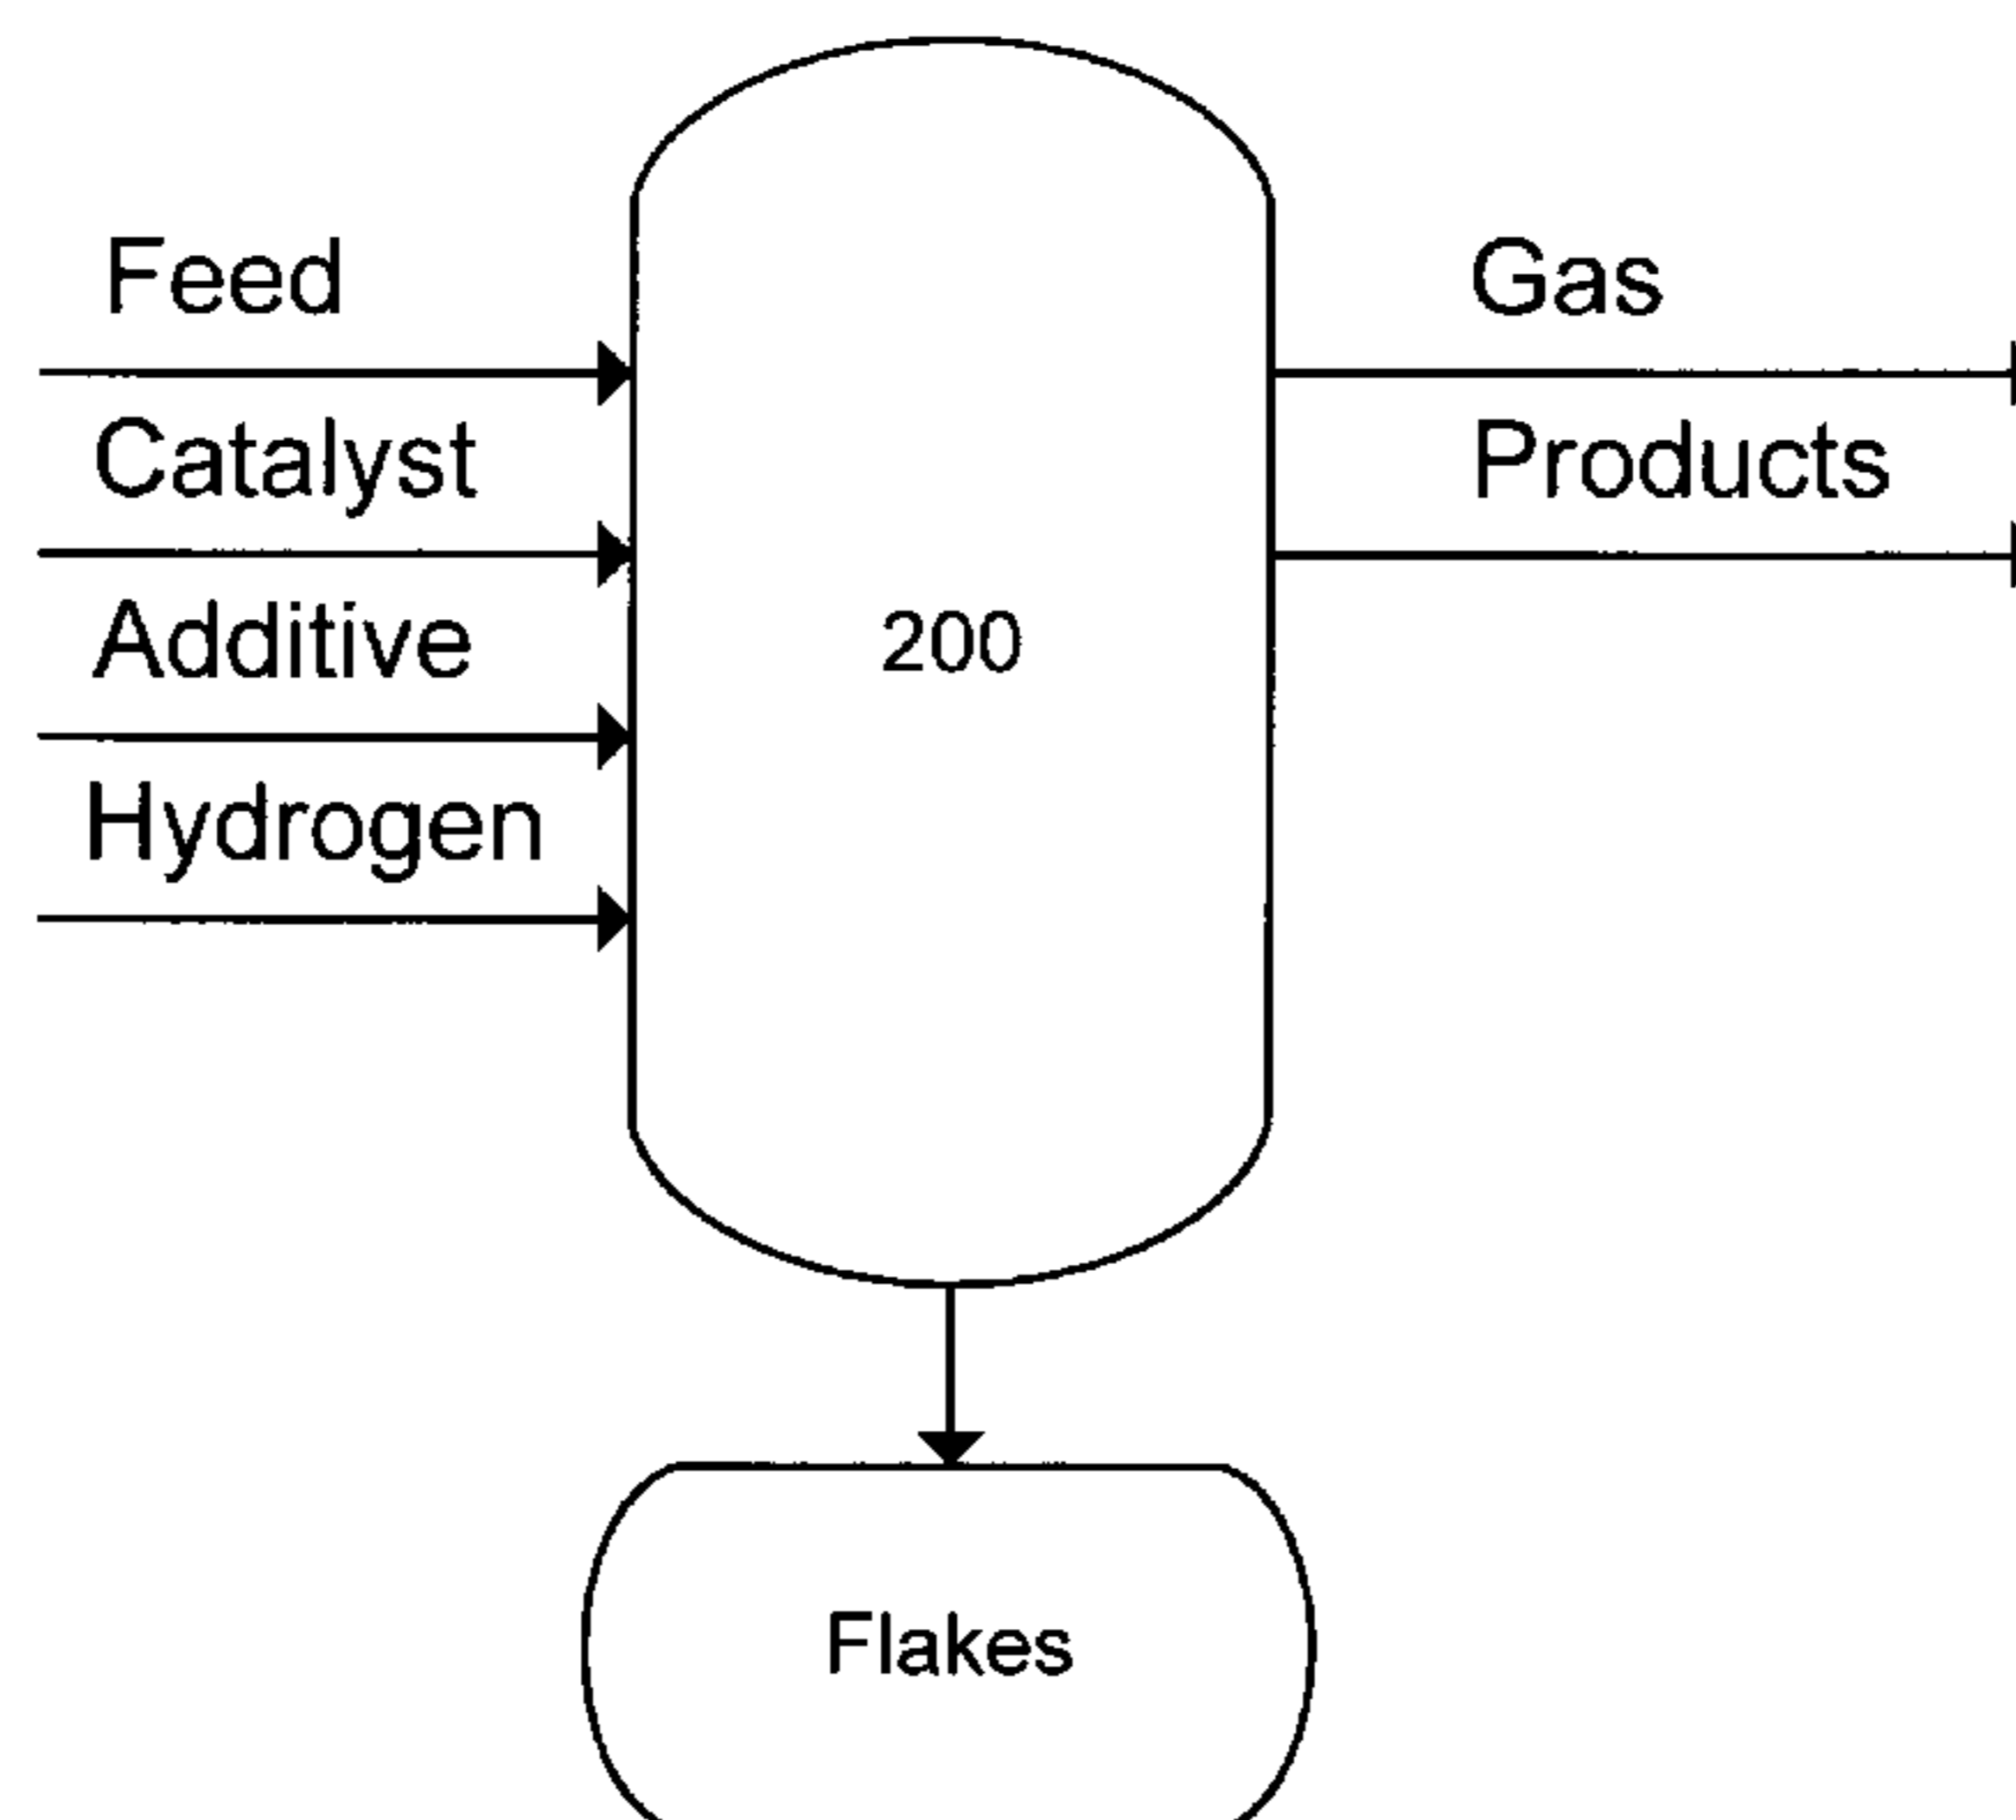 Feed
Gas
Catalyst
Products
Additive
200
Hydrogen
Flakes